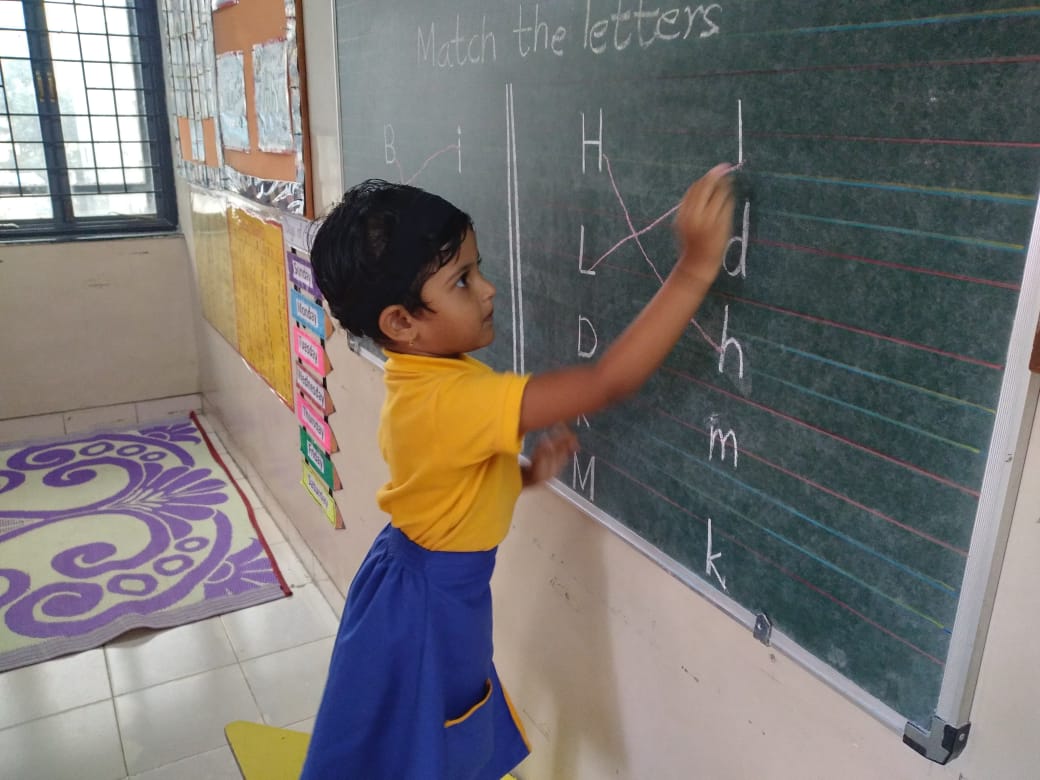 Match the letters
B i
H l
L d
D h
K m
M k
Sunday
Monday
Tuesday
Wednesday
Thursday
Friday
Saturday